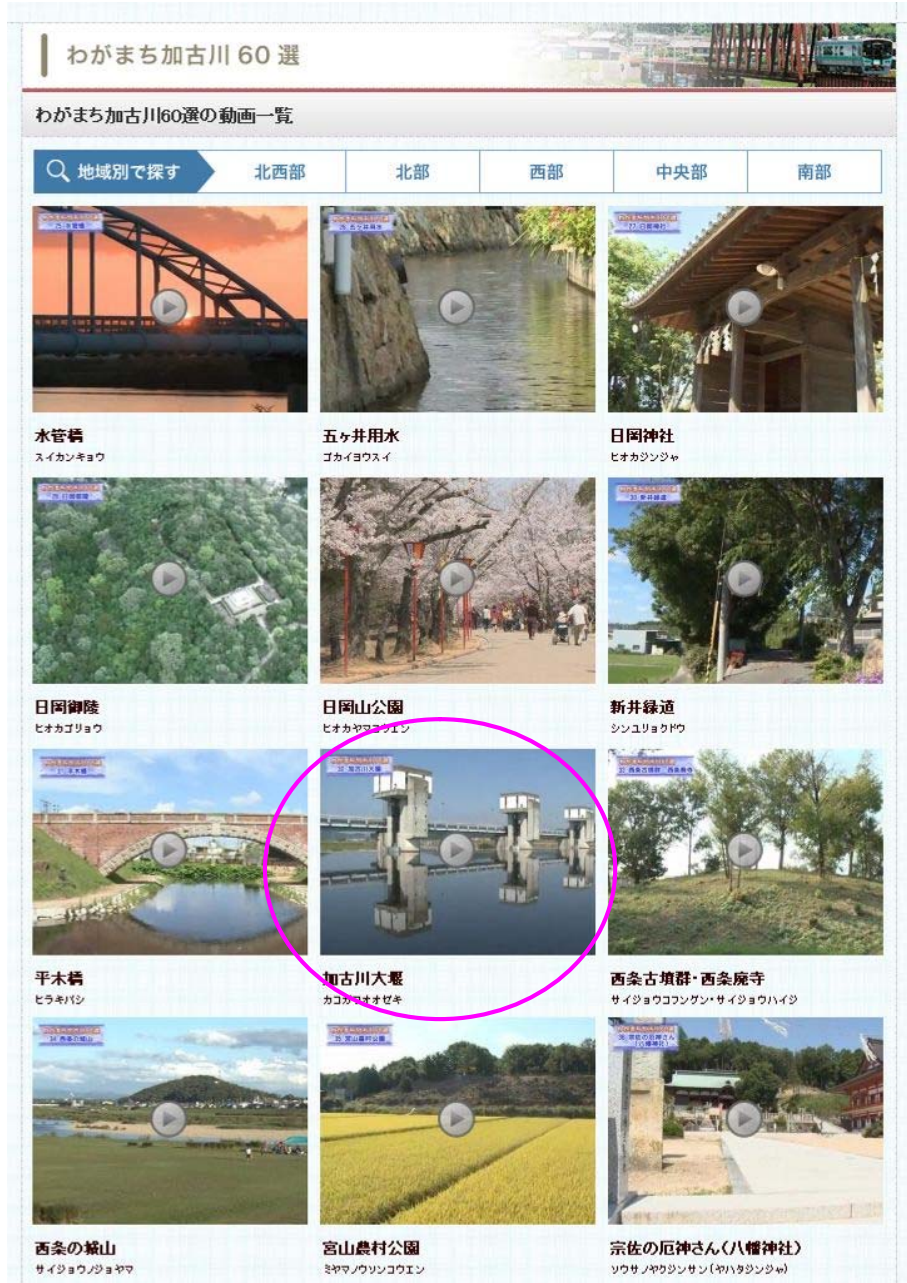 わがまち加古川 60 選
わがまち加古川60選の動画一覧
地域別で探す 北西部 北部 西部 中央部 南部
水管橋
スイカンキョウ
五ヶ井用水
ゴカイヨウスイ
日岡神社
ヒオカジンジャ
日岡御陵
ヒオカゴリョウ
日岡山公園
ヒオカヤマコウエン
新井緑道
シンユリョクドウ
平木橋
ヒラキバシ
加古川大堰
カコガワオオゼキ
西条古墳群・西条廃寺
サイジョウコフングン・サイジョウハイジ
西条の城山
サイジョウノジョヤマ
宮山農村公園
ミヤマノウソンコウエン
宗佐の厄神さん(八幡神社)
ソウサノヤクジンサン(ヤハタジンジャ)